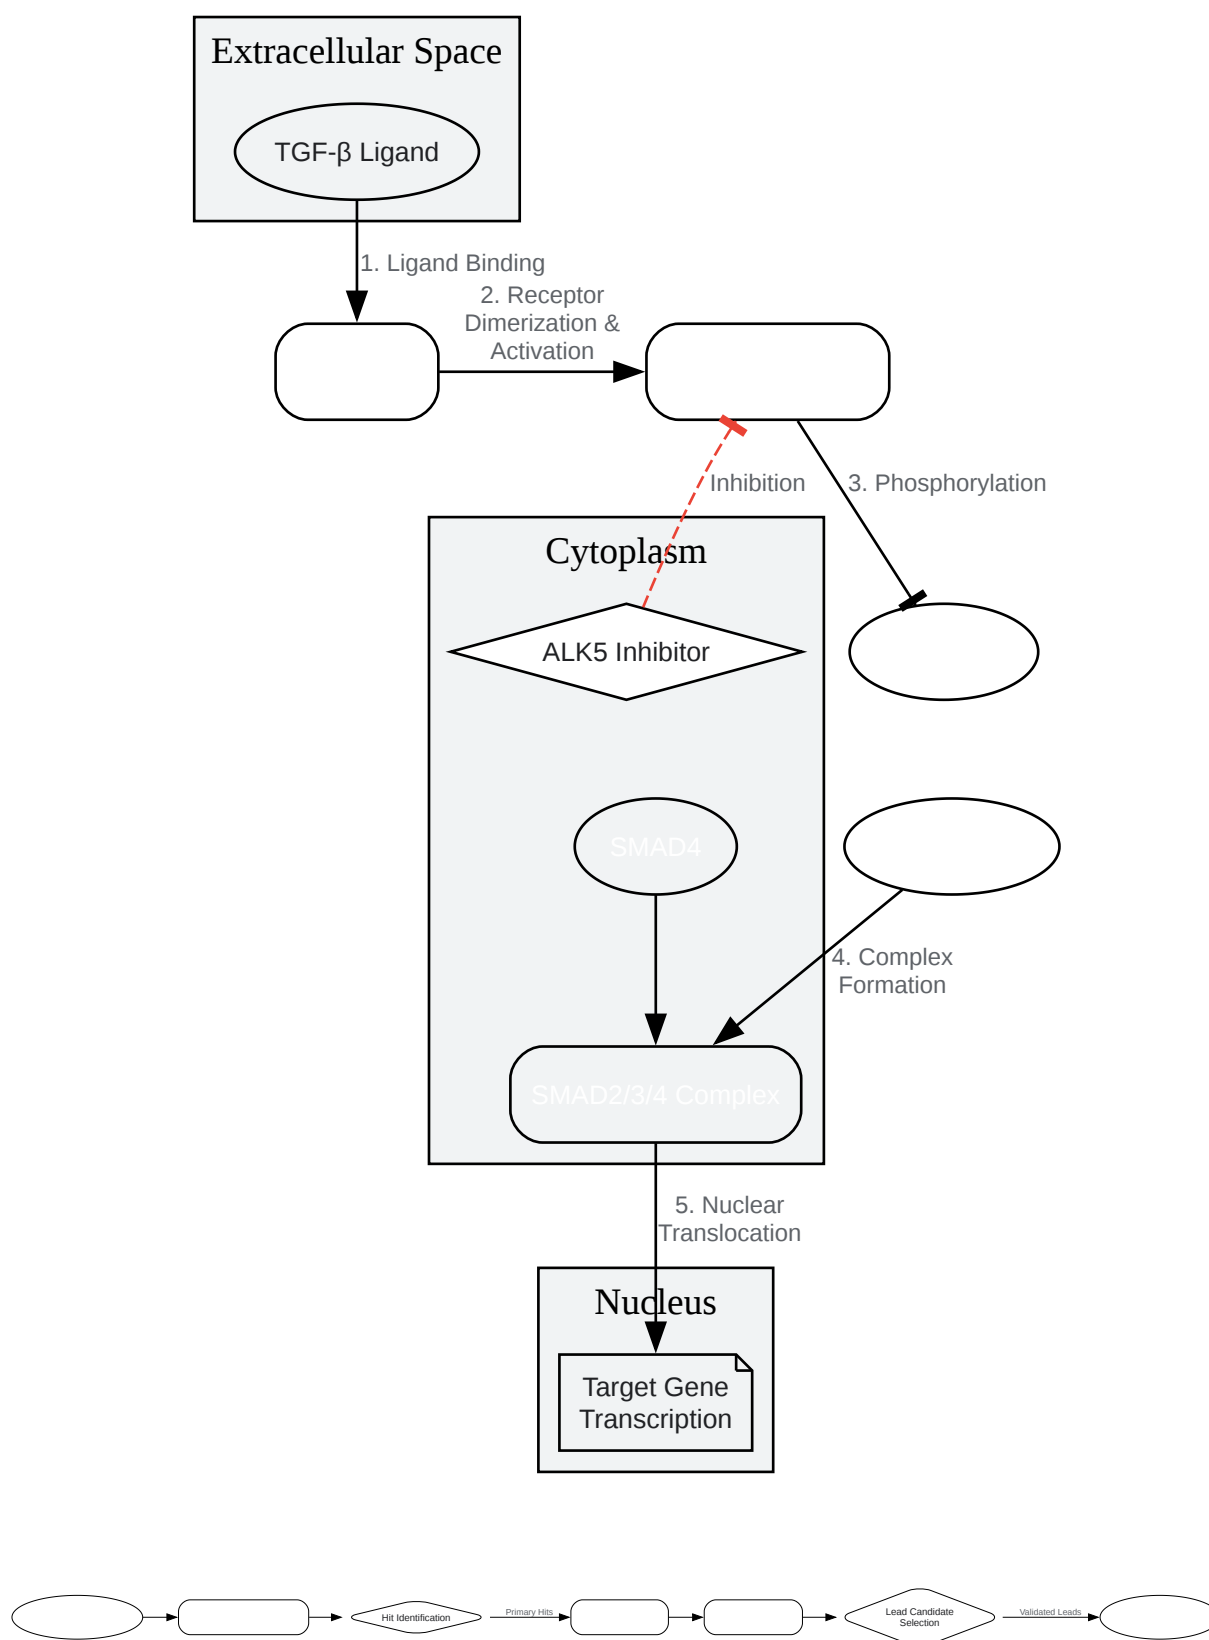 Extracellular Space
TGF-β Ligand
1. Ligand Binding
2. Receptor
Dimerization &
Activation
Inhibition
3. Phosphorylation
Cytoplasm
ALK5 Inhibitor
SMAD4
4. Complex
Formation
SMAD2/3/4 Complex
5. Nuclear
Translocation
Nucleus
Target Gene
Transcription
Hit Identification
Primary Hits
Lead Candidate
Selection
Validated Leads